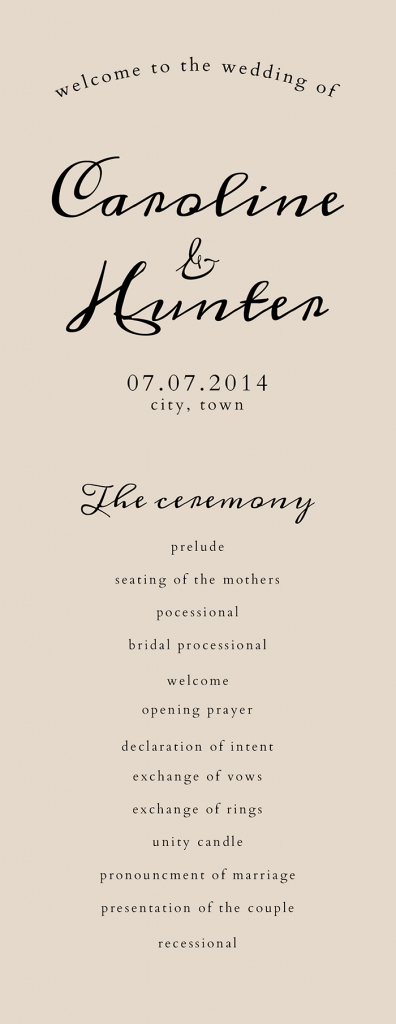 welcome to the wedding of
Caroline
&
Hunter
07.07.2014
city, town
The ceremony
prelude
seating of the mothers
pocessional
bridal processional
welcome
opening prayer
declaration of intent
exchange of vows
exchange of rings
unity candle
pronouncment of marriage
presentation of the couple
recessional